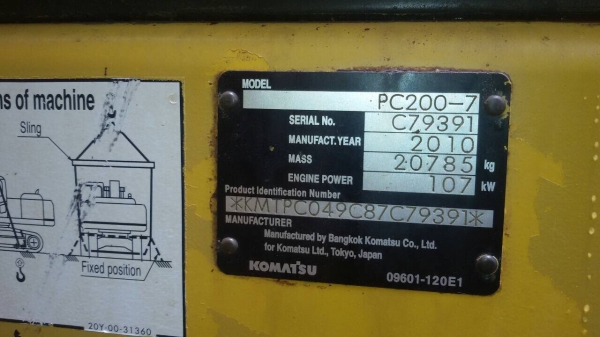 ns of machine
Sling
Fixed position
20Y-00-31360
MODEL
PC200-7
SERIAL No. C79391
MANUFACT. YEAR 2010
MASS 20785 kg
ENGINE POWER 107 kW
Product Identification Number
*KMTPC049C87C79391*
MANUFACTURER
Manufactured by Bangkok Komatsu Co., Ltd.
for Komatsu Ltd., Tokyo, Japan
KOMATSU 09601-120E1